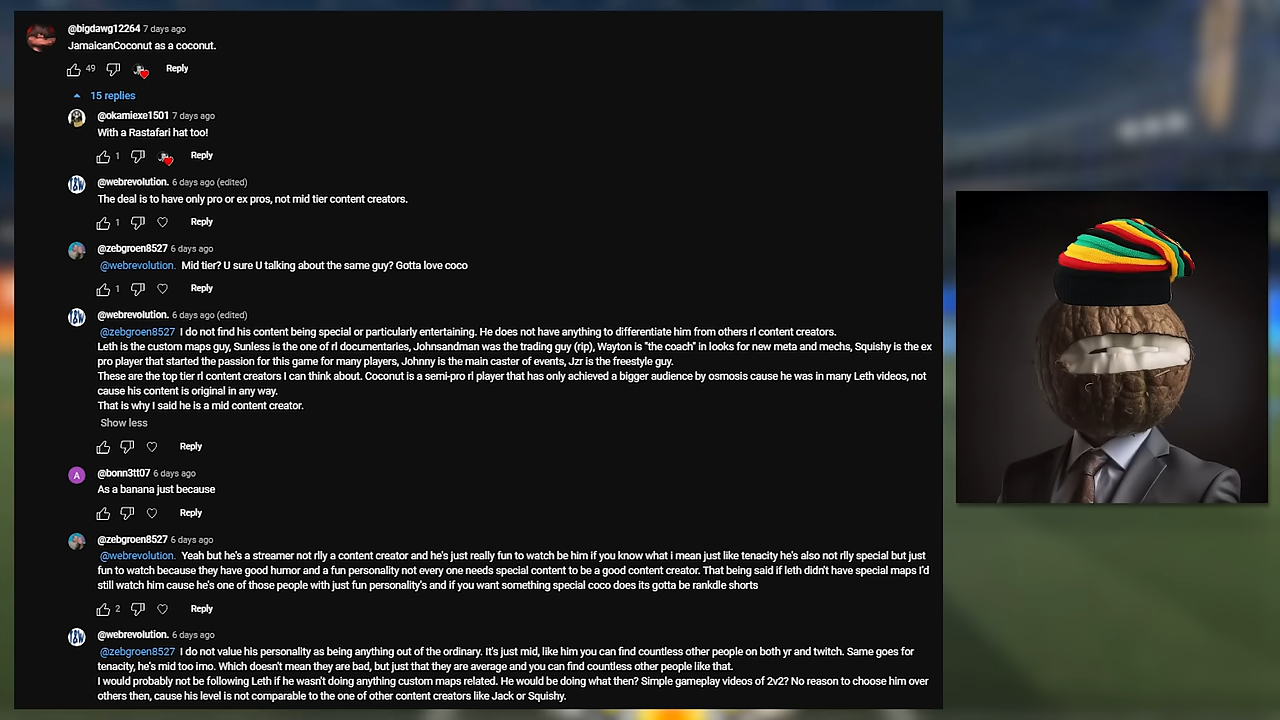 @bigdawg12264 7 days ago
JamaicanCoconut as a coconut.
49 Reply
15 replies
@okamiexe1501 7 days ago
With a Rastafari hat too!
1 Reply
@webrevolution. 6 days ago (edited)
The deal is to have only pro or ex pros, not mid tier content creators.
1 Reply
@zebgroen8527 6 days ago
@webrevolution. Mid tier? U sure U talking about the same guy? Gotta love coco
1 Reply
@webrevolution. 6 days ago (edited)
@zebgroen8527 I do not find his content being special or particularly entertaining. He does not have anything to differentiate him from others rl content creators.
Leth is the custom maps guy, Sunless is the one of rl documentaries, Johnsandman was the trading guy (rip), Wayton is "the coach" in looks for new meta and mechs, Squishy is the ex
pro player that started the passion for this game for many players, Johnny is the main caster of events, Jzr is the freestyle guy.
These are the top tier rl content creators I can think about. Coconut is a semi-pro rl player that has only achieved a bigger audience by osmosis cause he was in many Leth videos, not
cause his content is original in any way.
That is why I said he is a mid content creator.
Show less
Reply
A
@bonn3tt07 6 days ago
As a banana just because
Reply
@zebgroen8527 6 days ago
@webrevolution. Yeah but he's a streamer not rlly a content creator and he's just really fun to watch be him if you know what i mean just like tenacity he's also not rlly special but just
fun to watch because they have good humor and a fun personality not every one needs special content to be a good content creator. That being said if leth didn't have special maps I'd
still watch him cause he's one of those people with just fun personality's and if you want something special coco does its gotta be rankdle shorts
2 Reply
@webrevolution. 6 days ago
@zebgroen8527 I do not value his personality as being anything out of the ordinary. It's just mid, like him you can find countless other people on both yr and twitch. Same goes for
tenacity, he's mid too imo. Which doesn't mean they are bad, but just that they are average and you can find countless other people like that.
I would probably not be following Leth if he wasn't doing anything custom maps related. He would be doing what then? Simple gameplay videos of 2v2? No reason to choose him over
others then, cause his level is not comparable to the one of other content creators like Jack or Squishy.